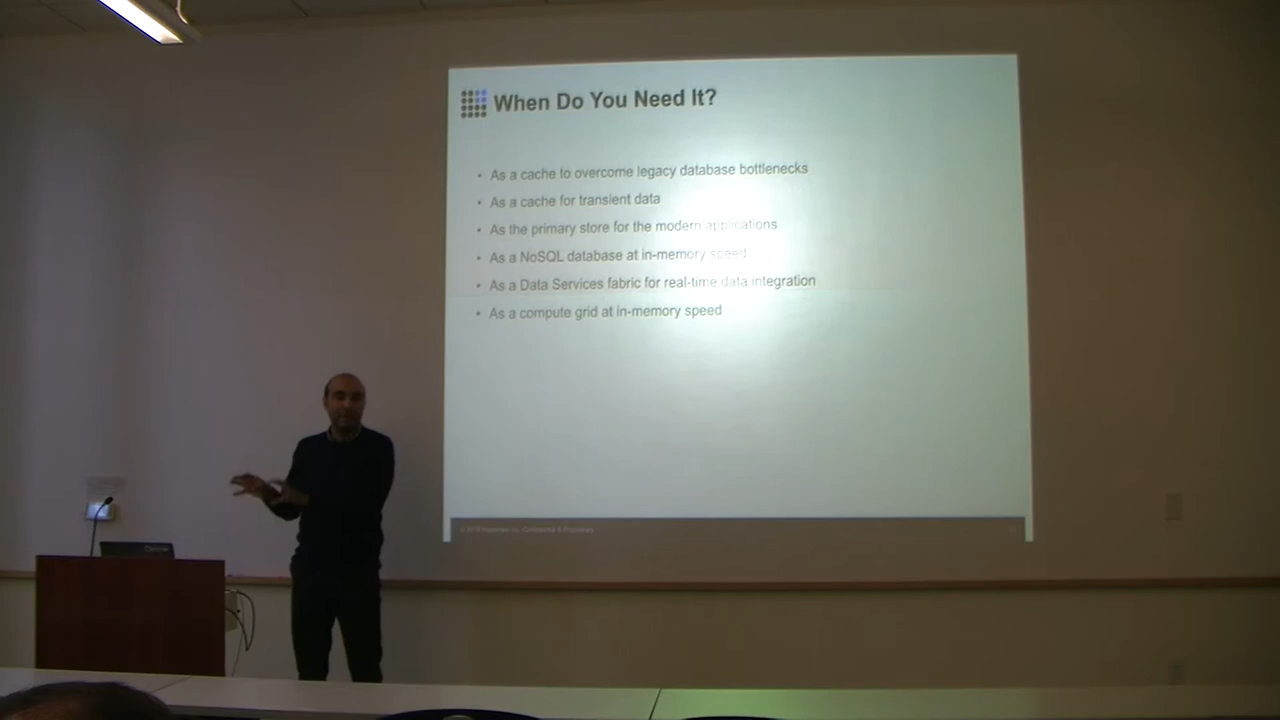 When Do You Need It?
• As a cache to overcome legacy database bottlenecks
• As a cache for transient data
• As the primary store for the modern applications
• As a NoSQL database at in-memory speed
• As a Data Services fabric for real-time data integration
• As a compute grid at in-memory speed